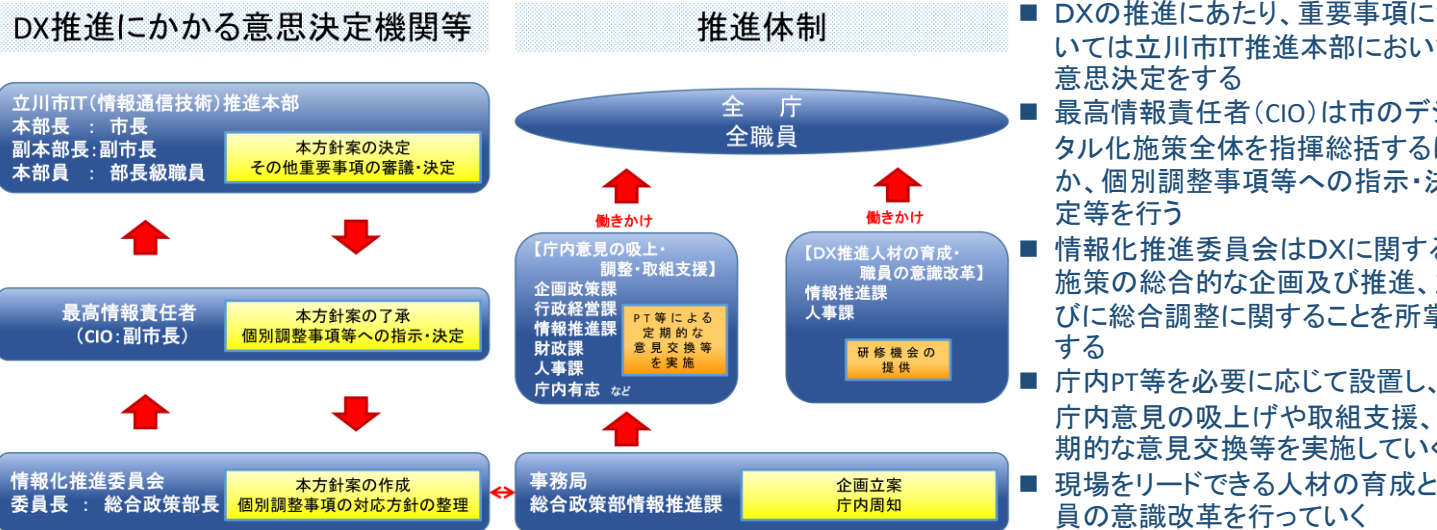 DX推進にかかる意思決定機関等
立川市IT(情報通信技術)推進本部
本部長 : 市長
副本部長:副市長
本部員 : 部長級職員
本方針案の決定
その他重要事項の審議・決定
最高情報責任者
(CIO:副市長)
本方針案の了承
個別調整事項等への指示・決定
情報化推進委員会
委員長 : 総合政策部長
本方針案の作成
個別調整事項の対応方針の整理
推進体制
全 庁
全職員
働きかけ
働きかけ
【庁内意見の吸上・
調整・取組支援】
企画政策課
行政経営課
情報推進課
財政課
人事課
庁内有志 など
PT等による
定期的な
意見交換等
を実施
【DX推進人材の育成・
職員の意識改革】
情報推進課
人事課
研修機会の
提供
事務局
総合政策部情報推進課
企画立案
庁内周知
■ DXの推進にあたり、重要事項に
いては立川市IT推進本部におい
意思決定をする
■ 最高情報責任者(CIO)は市のデ
タル化施策全体を指揮総括する
か、個別調整事項等への指示・
定等を行う
■ 情報化推進委員会はDXに関す
施策の総合的な企画及び推進、
びに総合調整に関することを所
する
■ 庁内PT等を必要に応じて設置し、
庁内意見の吸上げや取組支援、
期的な意見交換等を実施してい
■ 現場をリードできる人材の育成と
員の意識改革を行っていく